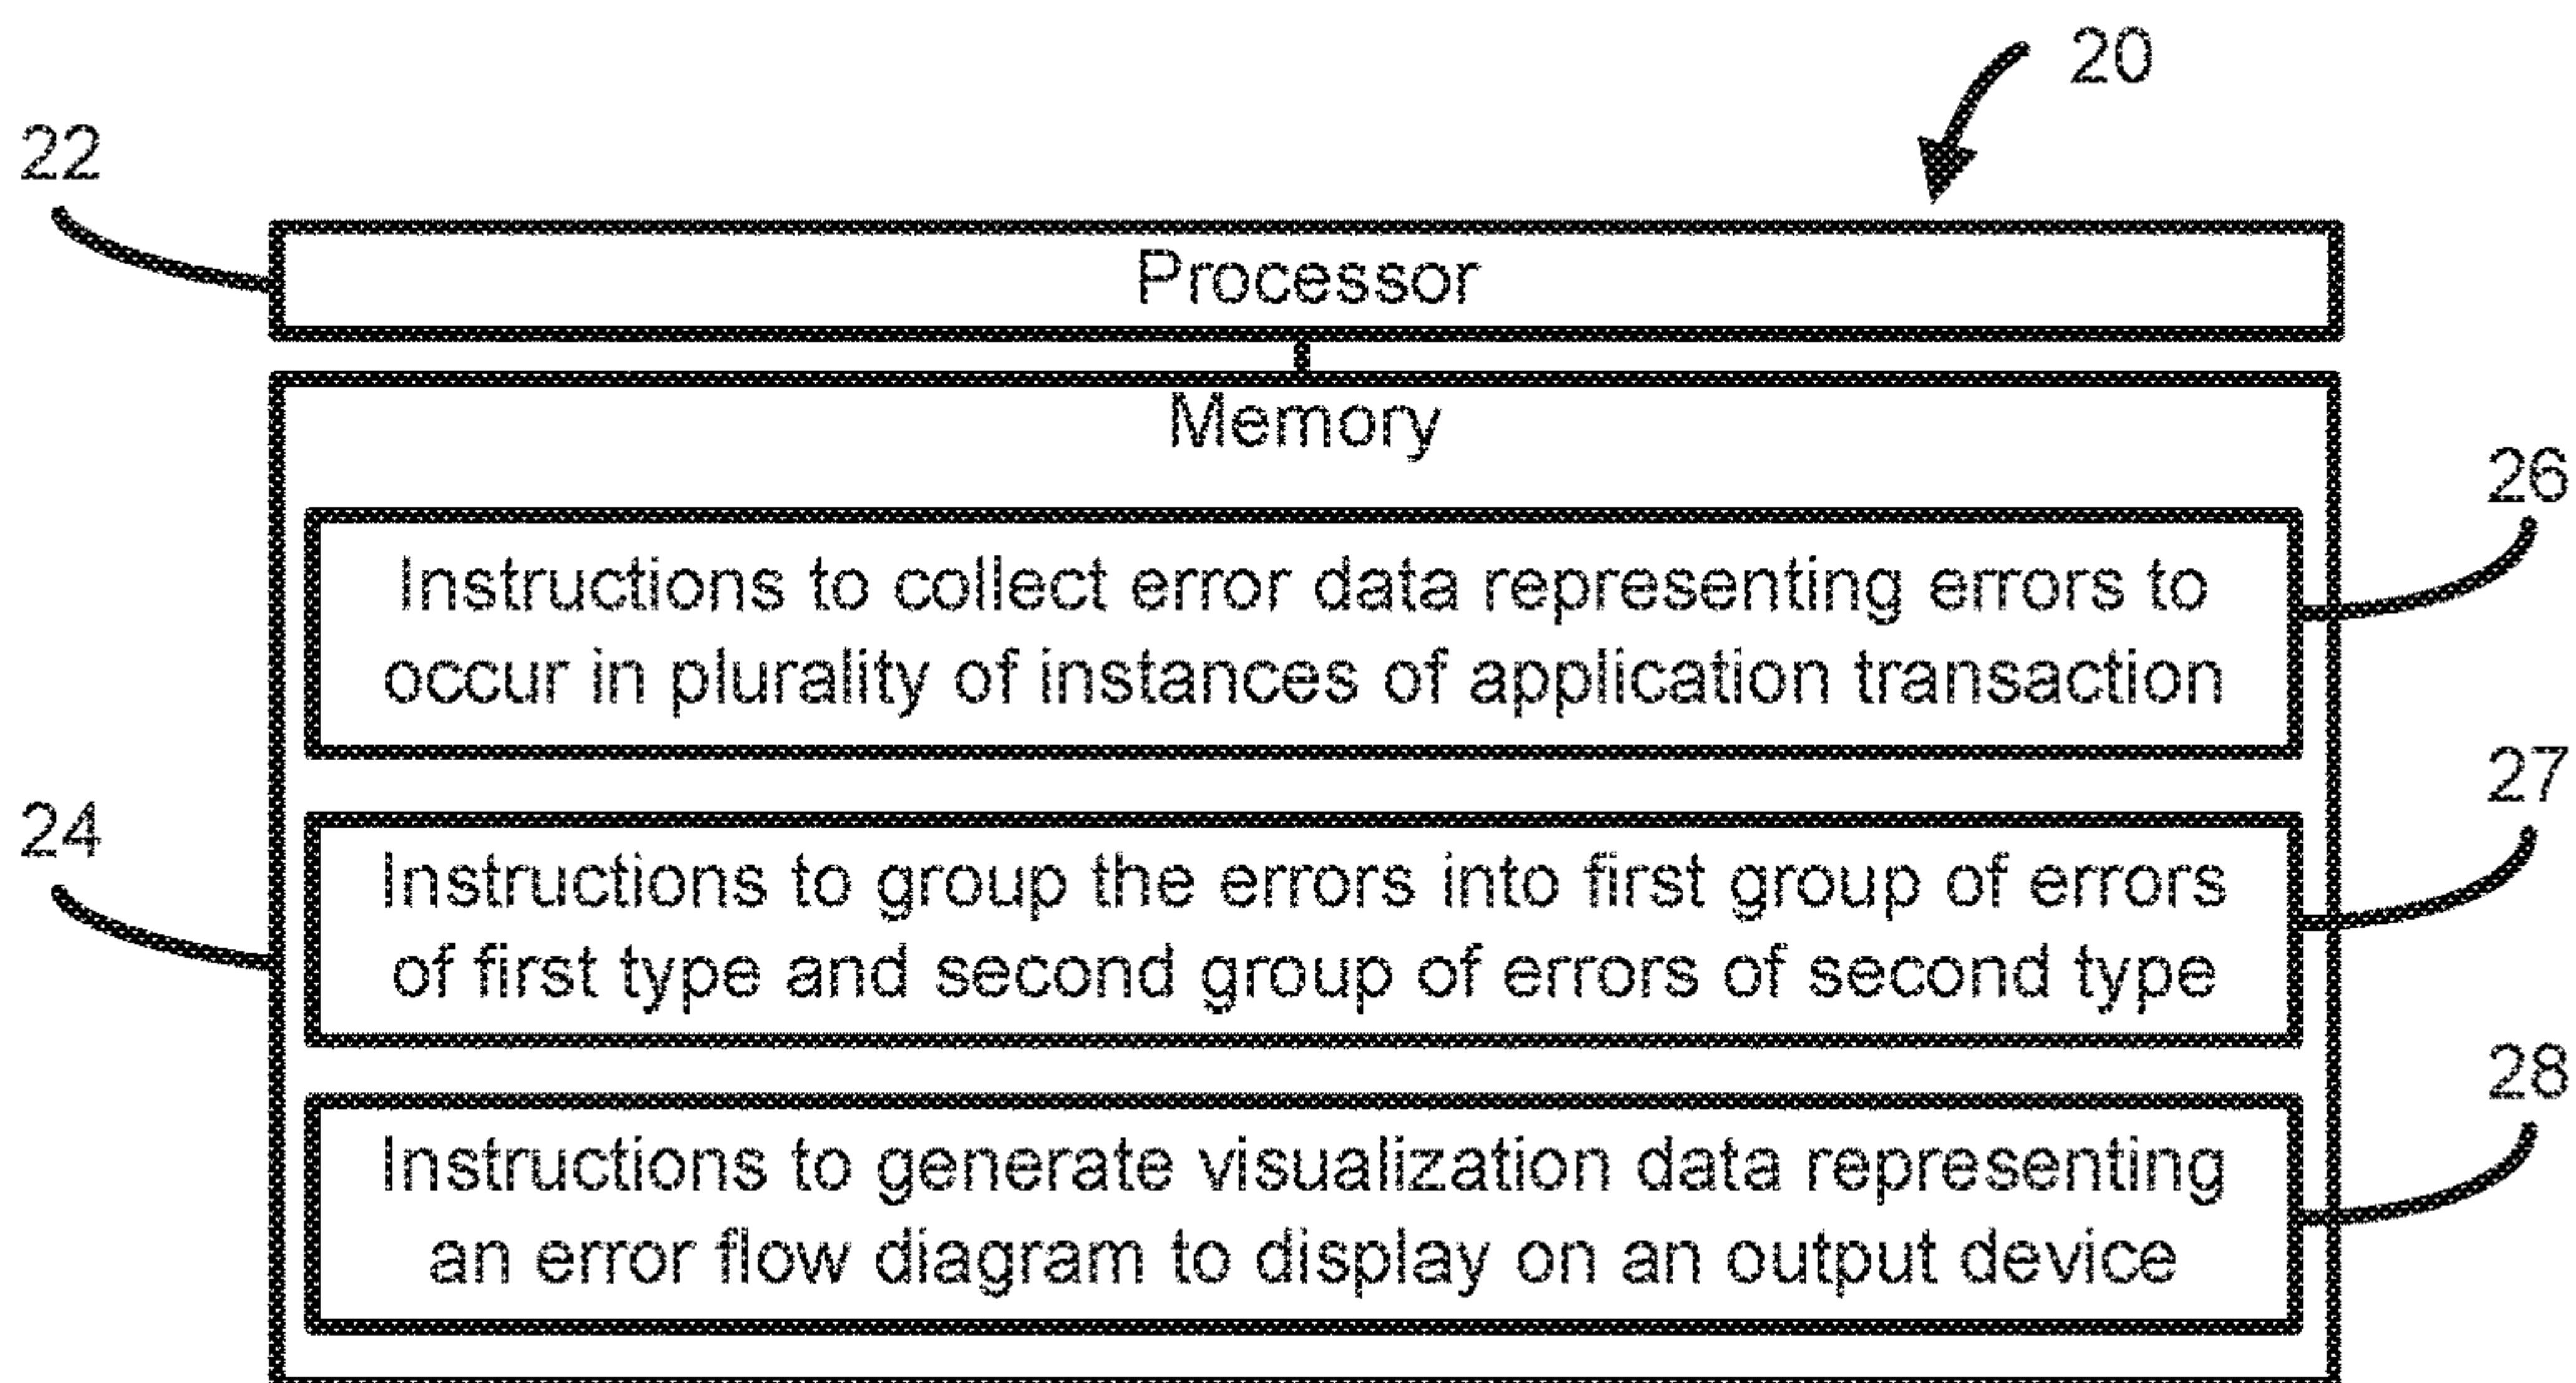 20
22
Processor
Memory
26
Instructions to collect error data representing errors to
occur in plurality of instances of application transaction
27
24
Instructions to group the errors into first group of errors
of first type and second group of errors of second type
28
Instructions to generate visualization data representing
an error flow diagram to display on an output device